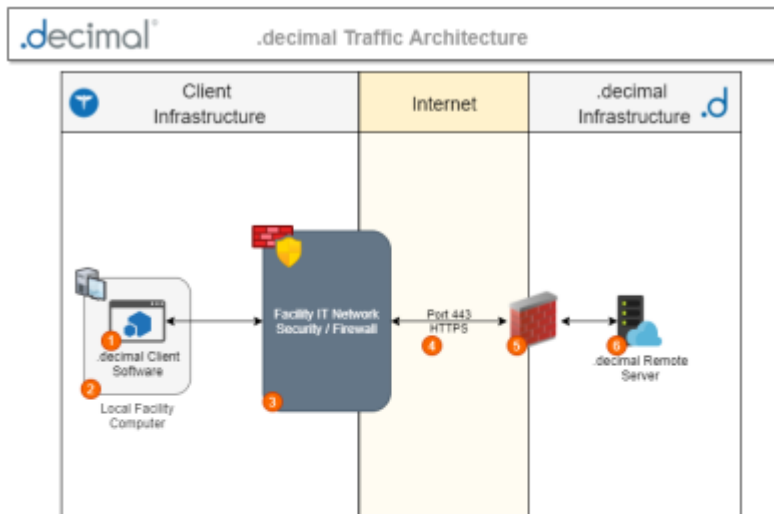 .decimal®
.decimal Traffic Architecture
Client
Infrastructure
Internet
.decimal
Infrastructure
.d
Facility IT Network
Security / Firewall
Port 443
HTTPS
1
4
5
6
.decimal Client
Software
.decimal Remote
Server
2
3
Local Facility
Computer